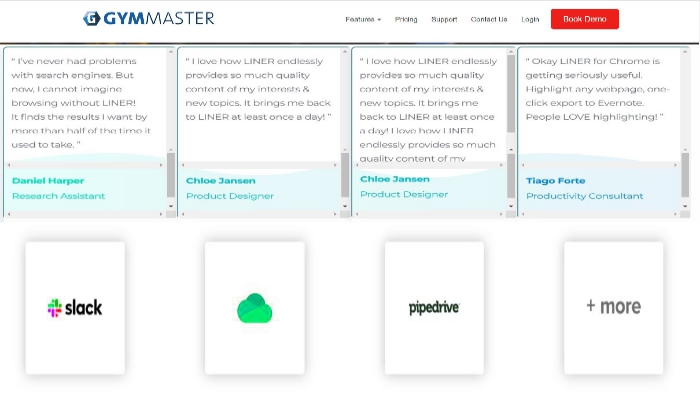 GYMMASTER
Features Pricing Support Contact Us Login Book Demo
" I've never had problems
with search engines. But
now, I cannot imagine
browsing without LINER!
It finds the results I want by
more than half of the time it
used to take. "
Daniel Harper
Research Assistant
" I love how LINER endlessly
provides so much quality
content of my interests &
new topics. It brings me back
to LINER at least once a day! "
Chloe Jansen
Product Designer
" I love how LINER endlessly
provides so much quality
content of my interests &
new topics. It brings me
back to LINER at least once
a day! I love how LINER
endlessly provides so much
quality content of my
Chloe Jansen
Product Designer
" Okay LINER for Chrome is
getting seriously useful.
Highlight any webpage, one-
click export to Evernote.
People LOVE highlighting! "
Tiago Forte
Productivity Consultant
slack
pipedrive
+ more